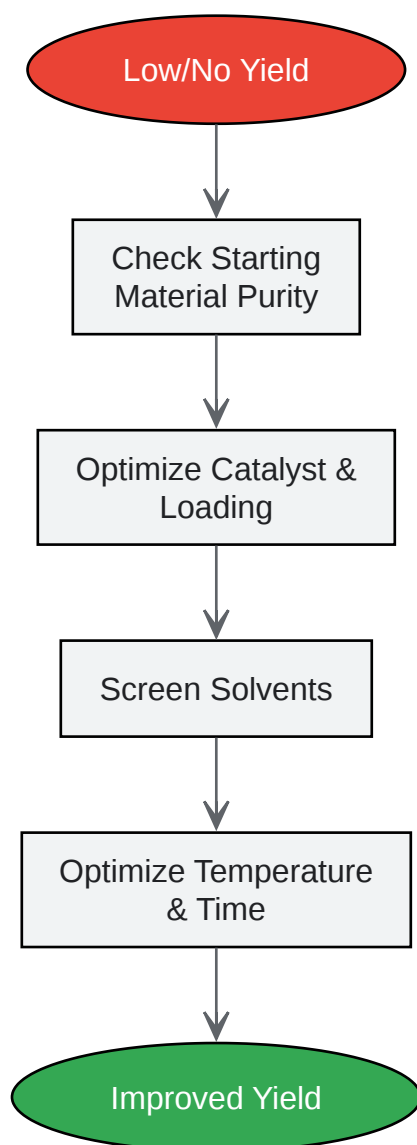 Low/No Yield
Check Starting
Material Purity
Optimize Catalyst &
Loading
Screen Solvents
Optimize Temperature
& Time
Improved Yield